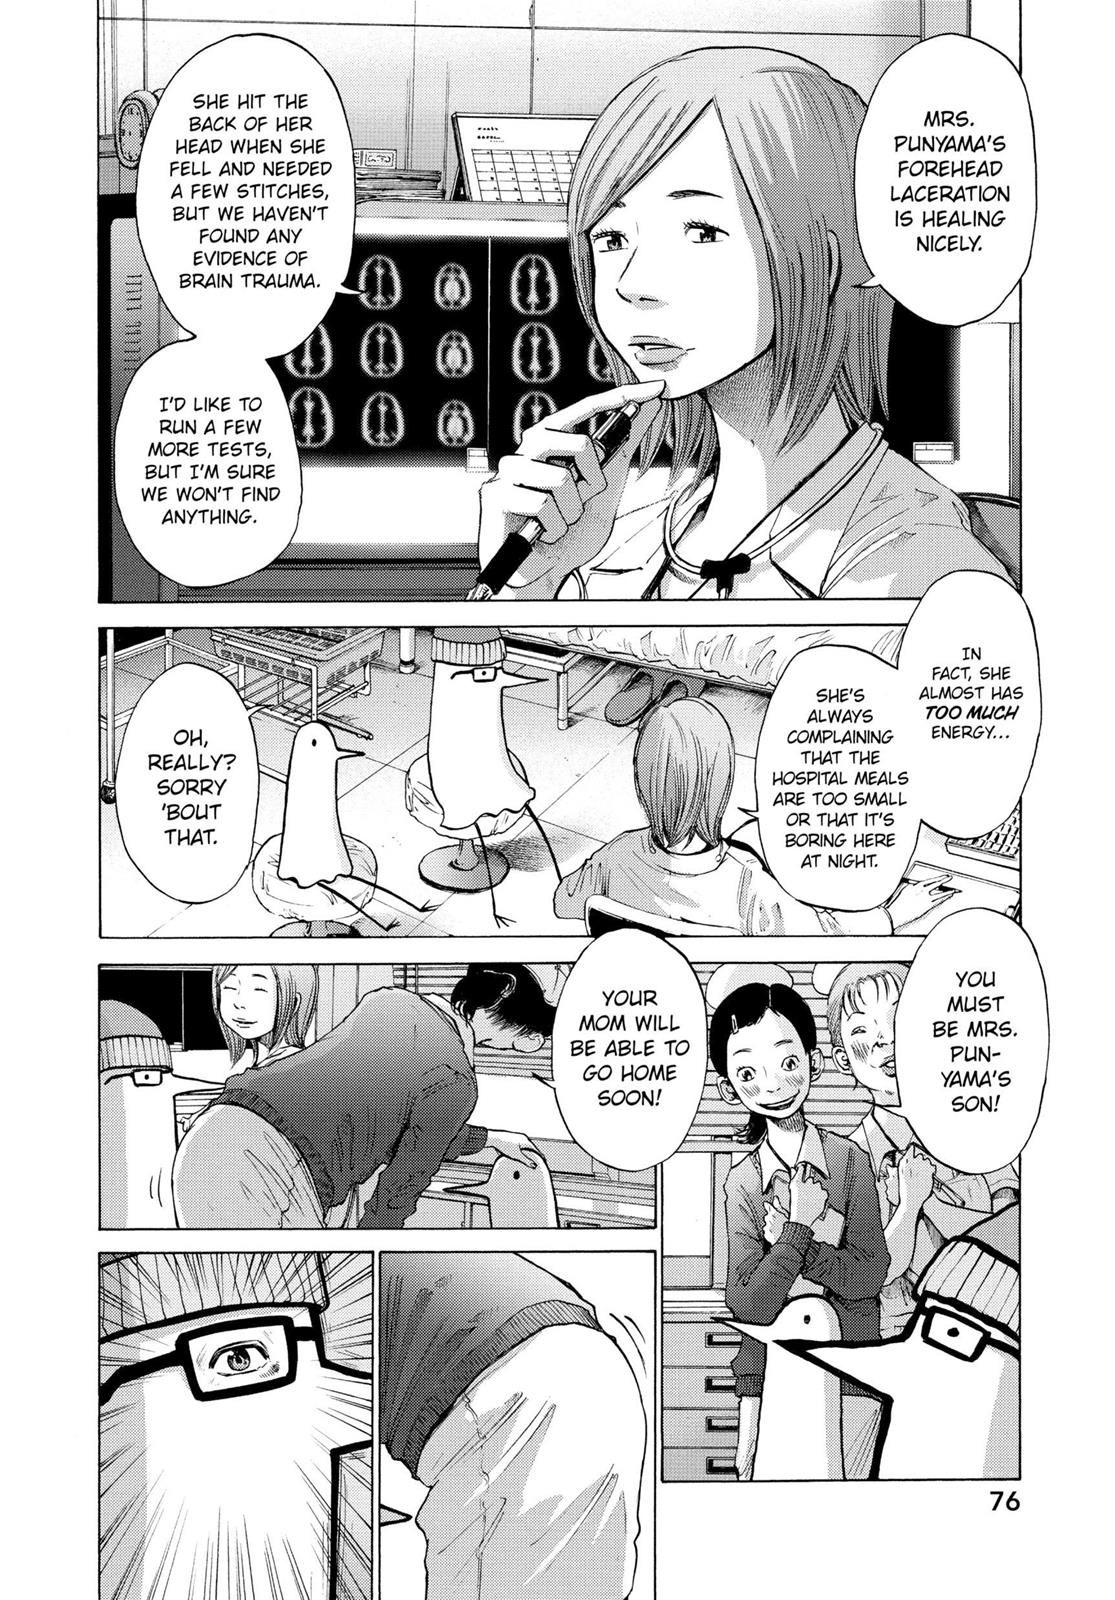 MRS.
PUNYAMA'S
FOREHEAD
LACERATION
IS HEALING
NICELY.
SHE HIT THE
BACK OF HER
HEAD WHEN SHE
FELL AND NEEDED
A FEW STITCHES,
BUT WE HAVEN'T
FOUND ANY
EVIDENCE OF
BRAIN TRAUMA.
I'D LIKE TO
RUN A FEW
MORE TESTS,
BUT I'M SURE
WE WON'T FIND
ANYTHING.
IN
FACT, SHE
ALMOST HAS
TOO MUCH
ENERGY...
SHE'S
ALWAYS
COMPLAINING
THAT THE
HOSPITAL MEALS
ARE TOO SMALL
OR THAT IT'S
BORING HERE
AT NIGHT.
OH,
REALLY?
SORRY
'BOUT
THAT.
YOU
MUST
BE MRS.
PUN-
YAMA'S
SON!
YOUR
MOM WILL
BE ABLE TO
GO HOME
SOON!
76